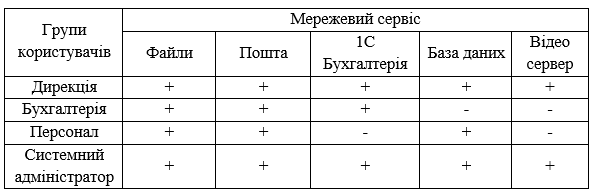 Групи користувачів Мережевий сервіс
Файли Пошта 1С Бухгалтерія База даних Відео сервер
Дирекція + + + + +
Бухгалтерія + + + - -
Персонал + + - + -
Системний адміністратор + + + + +